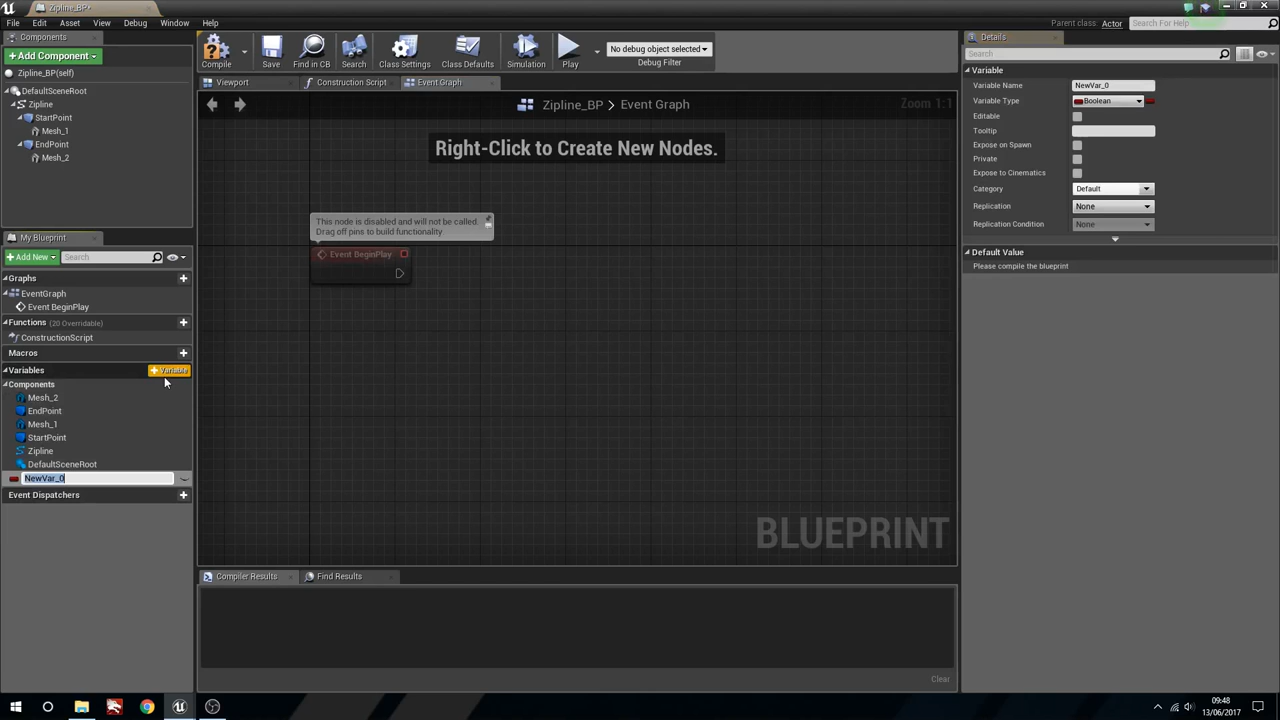 Zipline_BP*
File Edit Asset View Debug Window Help
Parent class: Actor Search For Help
Components
+Add Component
Zipline_BP(self)
DefaultSceneRoot
Zipline
StartPoint
Mesh_1
EndPoint
Mesh_2
My Blueprint
+Add New Search
Graphs
EventGraph
Event BeginPlay
Functions (20 Overridable)
ConstructionScript
Macros
Variables + Variable
Components
Mesh_2
EndPoint
Mesh_1
StartPoint
Zipline
DefaultSceneRoot
NewVar_0
Event Dispatchers
Compile Save Find in CB Search Class Settings Class Defaults Simulation Play
No debug object selected
Debug Filter
Viewport Construction Script Event Graph
Zipline_BP > Event Graph
Zoom 1:1
Right-Click to Create New Nodes.
This node is disabled and will not be called.
Drag off pins to build functionality
Event BeginPlay
BLUEPRINT
Compiler Results Find Results
Clear
Details
Search
Variable
Variable Name NewVar_0
Variable Type Boolean
Editable
Tooltip
Expose on Spawn
Private
Expose to Cinematics
Category Default
Replication None
Replication Condition None
Default Value
Please compile the blueprint
09:48
13/06/2017